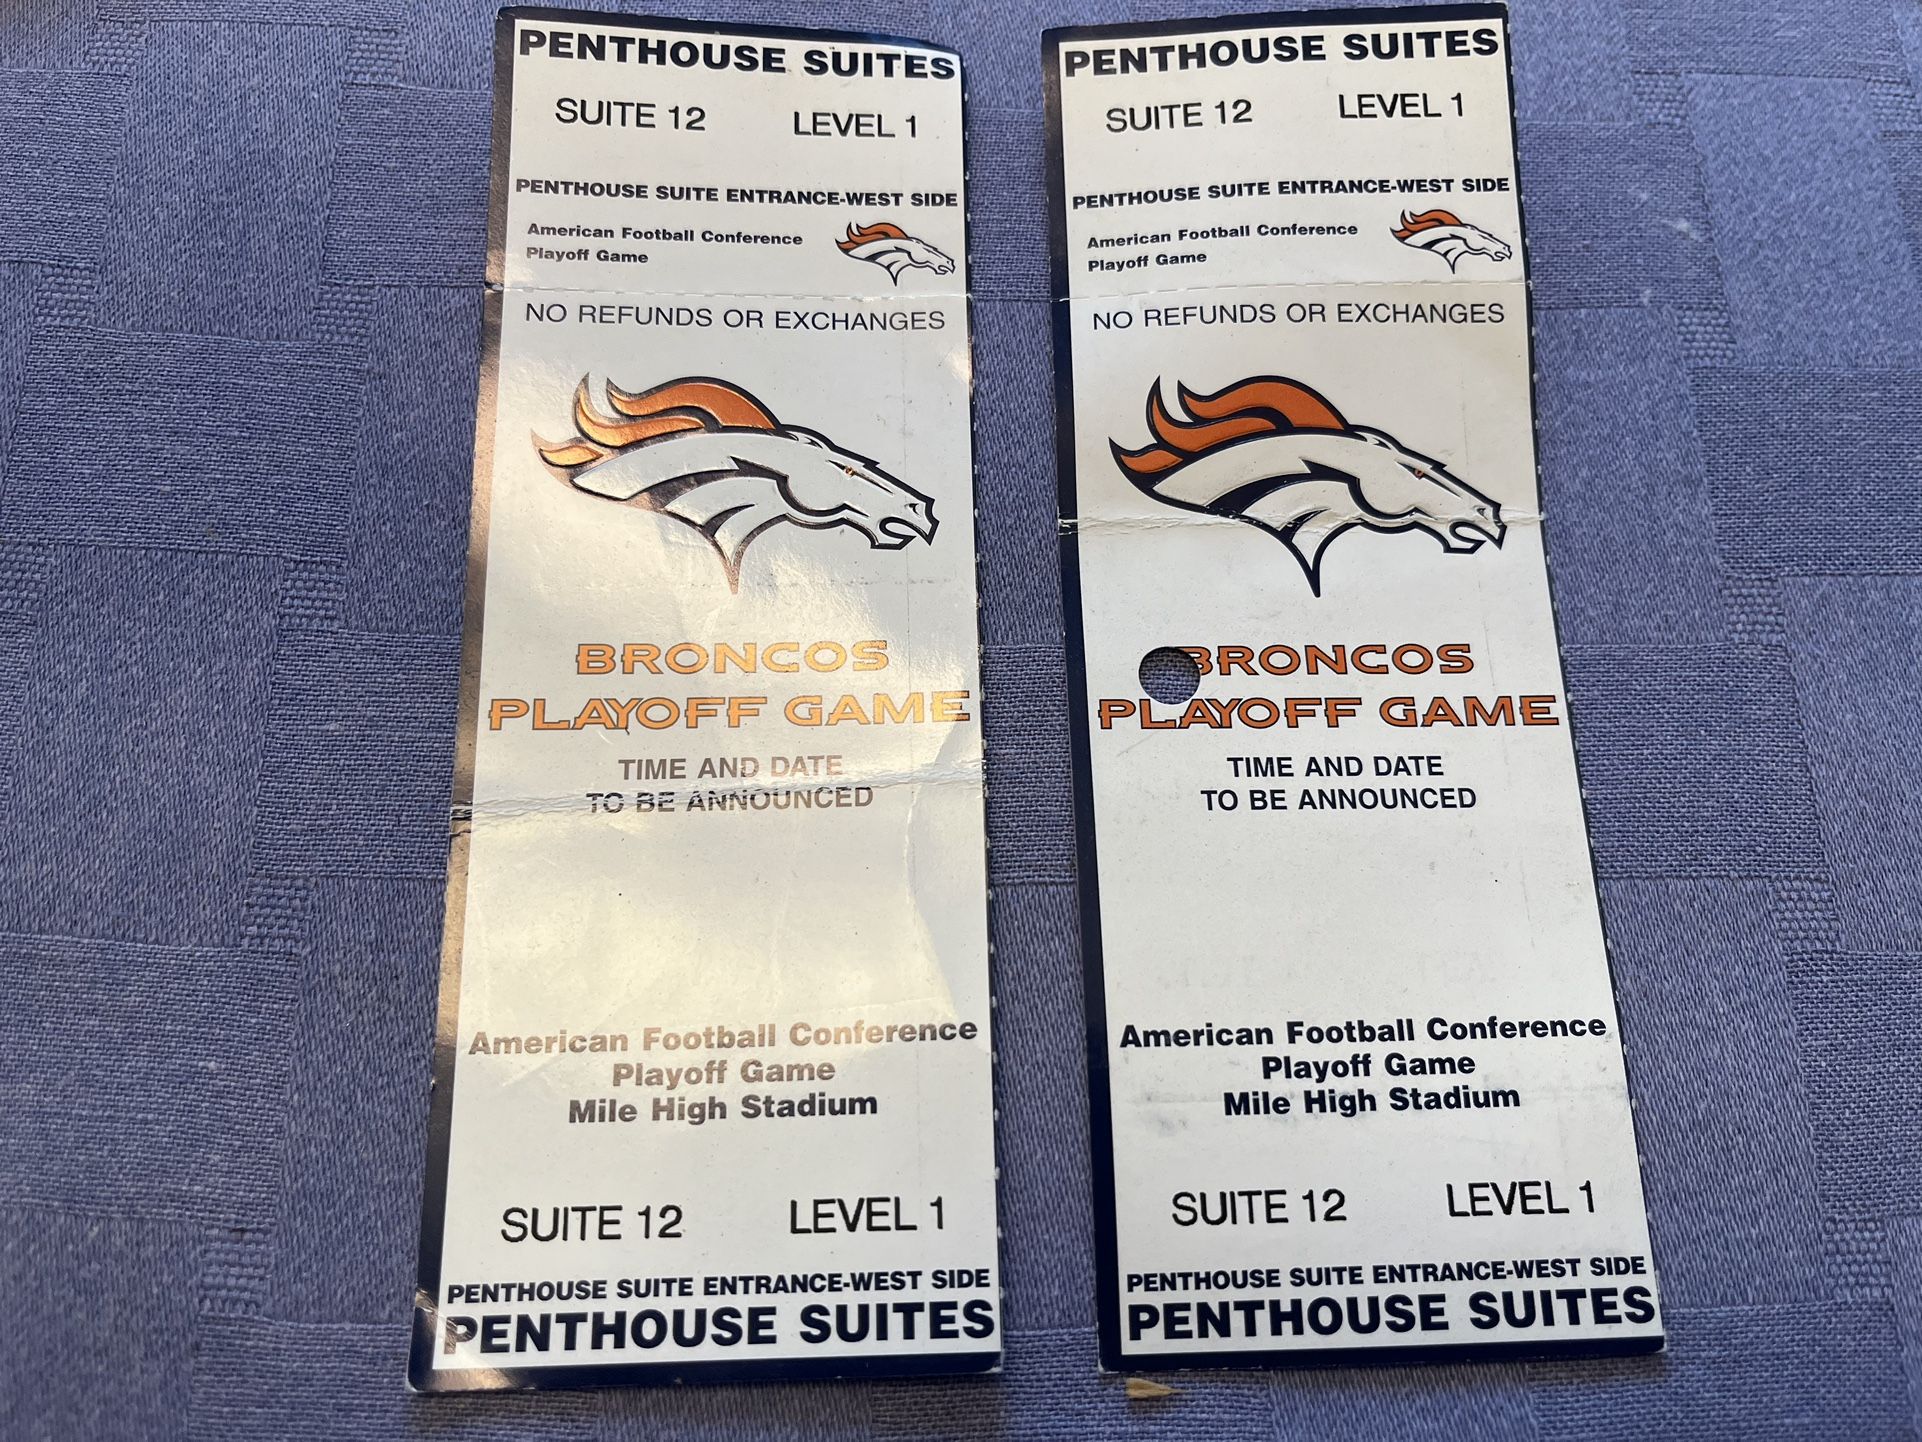 PENTHOUSE SUITES
SUITE 12 LEVEL 1
PENTHOUSE SUITE ENTRANCE-WEST SIDE
American Football Conference
Playoff Game
NO REFUNDS OR EXCHANGES
BRONCOS
PLAYOFF GAME
TIME AND DATE
TO BE ANNOUNCED
American Football Conference
Playoff Game
Mile High Stadium
SUITE 12 LEVEL 1
PENTHOUSE SUITE ENTRANCE-WEST SIDE
PENTHOUSE SUITES
PENTHOUSE SUITES
SUITE 12 LEVEL 1
PENTHOUSE SUITE ENTRANCE-WEST SIDE
American Football Conference
Playoff Game
NO REFUNDS OR EXCHANGES
BRONCOS
PLAYOFF GAME
TIME AND DATE
TO BE ANNOUNCED
American Football Conference
Playoff Game
Mile High Stadium
SUITE 12 LEVEL 1
PENTHOUSE SUITE ENTRANCE-WEST SIDE
PENTHOUSE SUITES